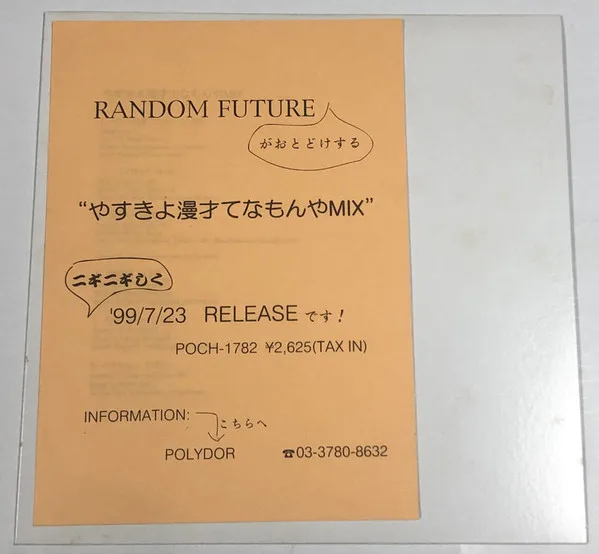 RANDOM FUTURE
がおとどけする
“やすきよ漫才てなもんやMIX”
ニギニギしく
'99/7/23 RELEASE です！
POCH-1782 ¥2,625(TAX IN)
INFORMATION: こちらへ
POLYDOR ☎03-3780-8632